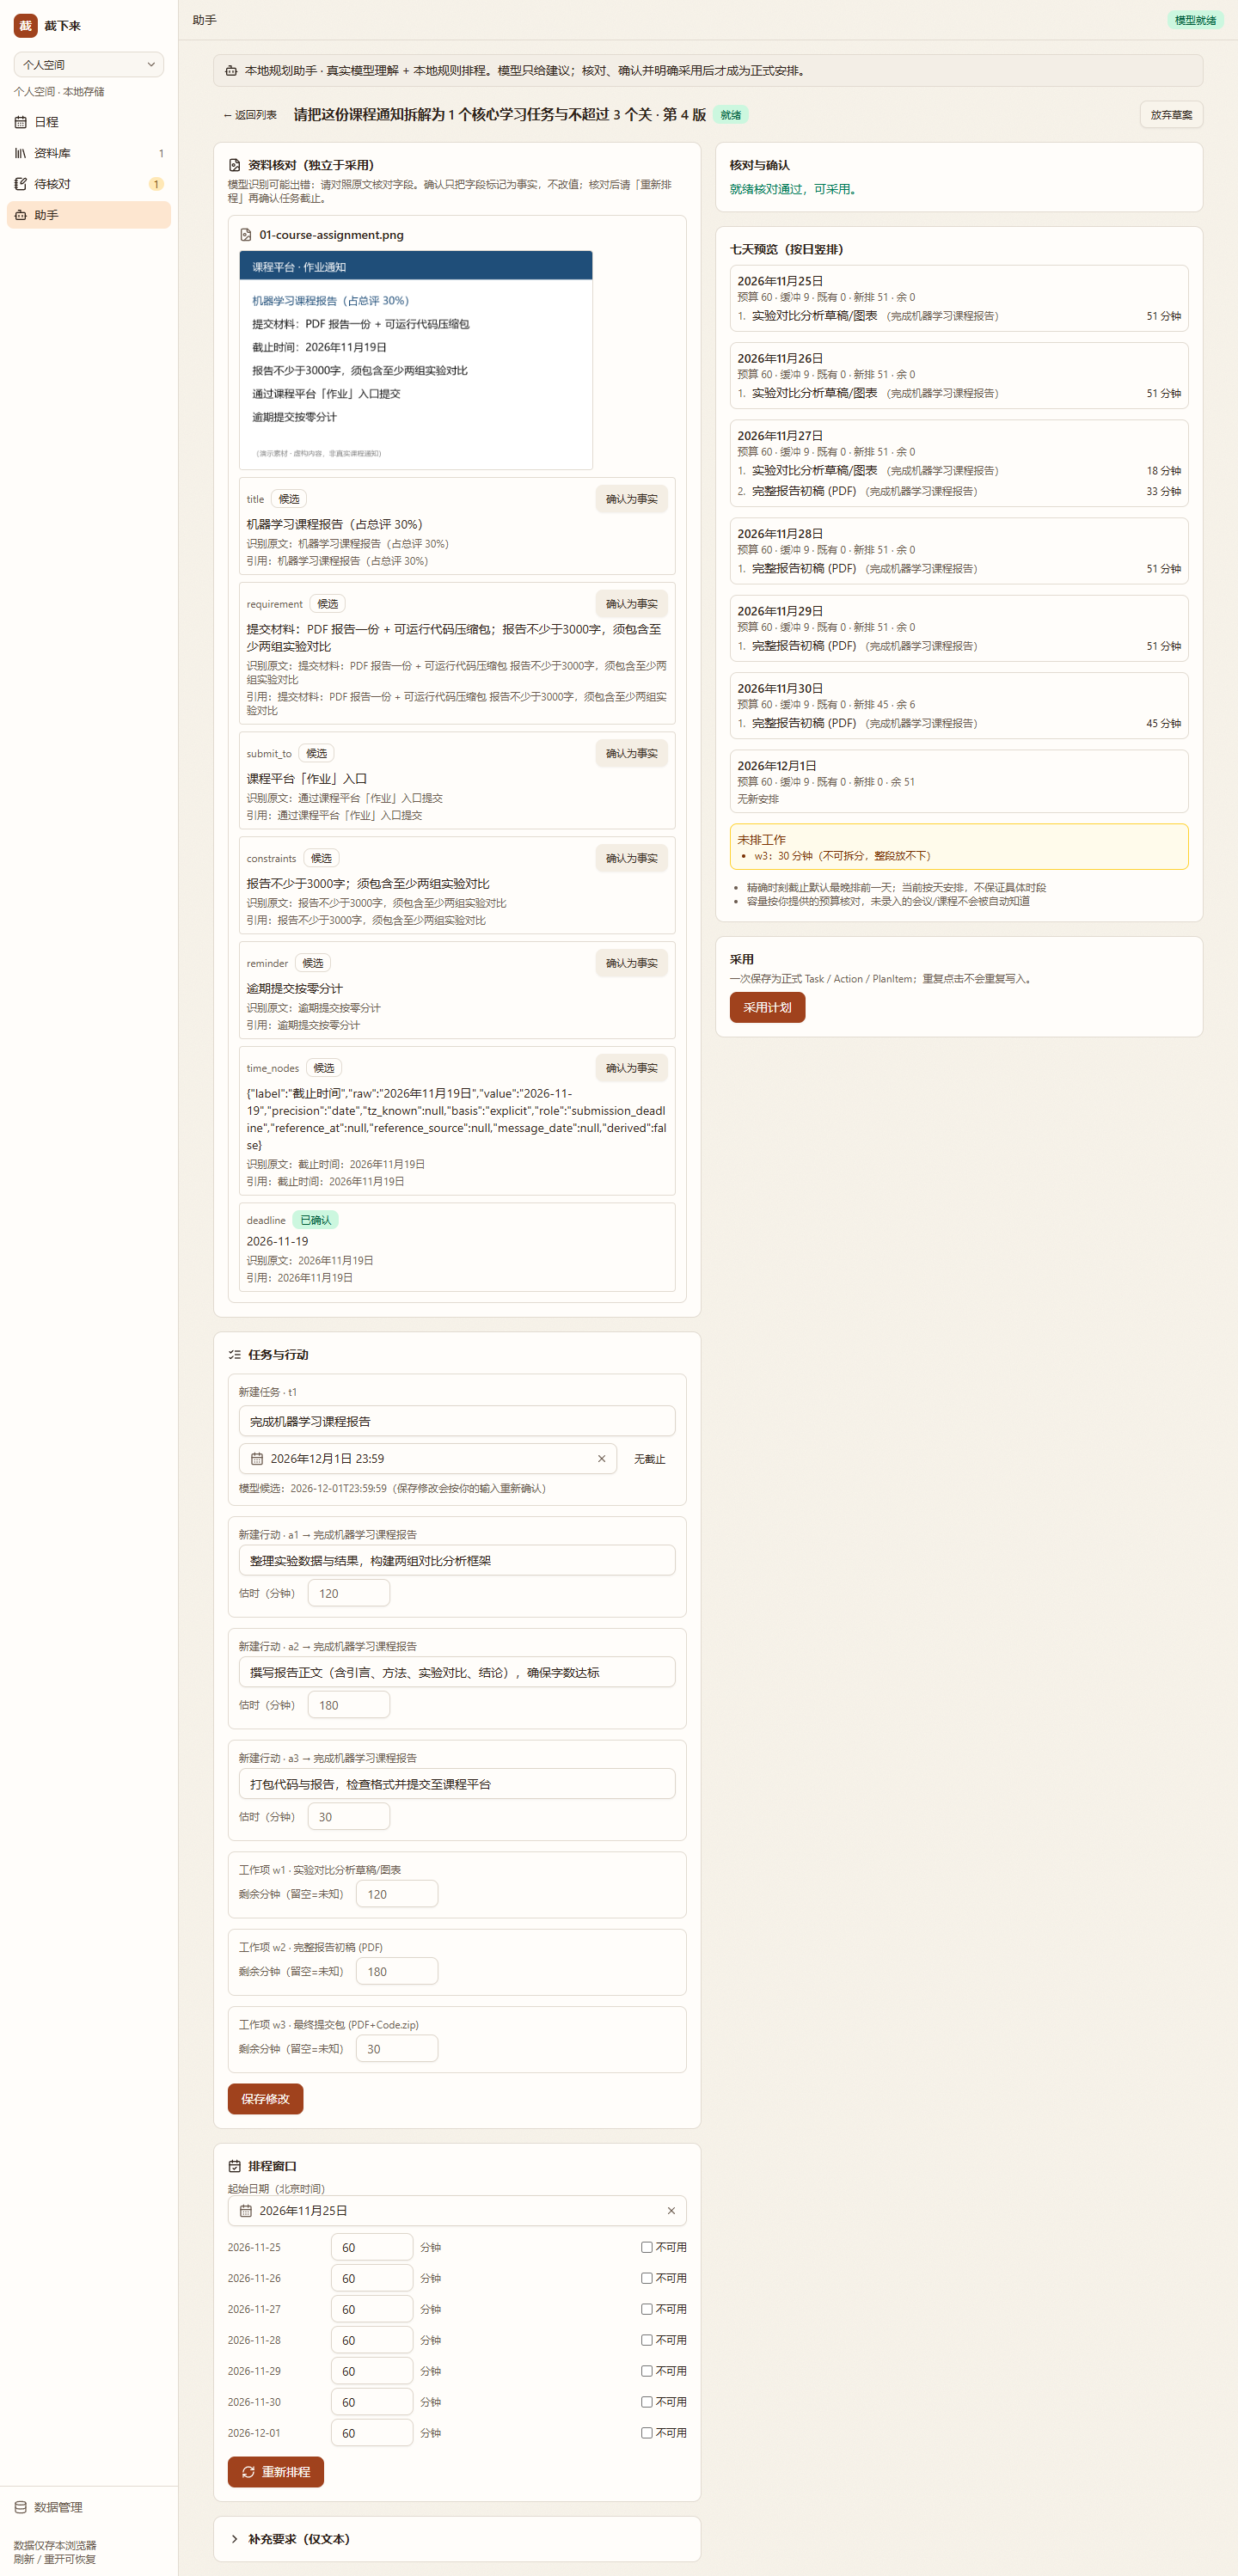 截 截下来
个人空间
个人空间 · 本地存储
日程
资料库 1
待核对 1
助手
数据管理
数据仅存本浏览器
刷新 / 重开可恢复
助手
模型就绪
本地规划助手 · 真实模型理解 + 本地规则排程。模型只给建议；核对、确认并明确采用后才成为正式安排。
← 返回列表
请把这份课程通知拆解为 1 个核心学习任务与不超过 3 个关 · 第 4 版
就绪
放弃草案
资料核对（独立于采用）
模型识别可能出错：请对照原文核对字段。确认只把字段标记为事实，不改值；核对后请「重新排
程」再确认任务截止。
01-course-assignment.png
课程平台 · 作业通知
机器学习课程报告（占总评 30%）
提交材料：PDF 报告一份 + 可运行代码压缩包
截止时间：2026年11月19日
报告不少于3000字，须包含至少两组实验对比
通过课程平台「作业」入口提交
逾期提交按零分计
（演示素材 · 虚构内容，非真实课程通知）
title 候选 确认为事实
机器学习课程报告（占总评 30%）
识别原文：机器学习课程报告（占总评 30%）
引用：机器学习课程报告（占总评 30%）
requirement 候选 确认为事实
提交材料：PDF 报告一份 + 可运行代码压缩包；报告不少于3000字，须包含至
少两组实验对比
识别原文：提交材料：PDF 报告一份 + 可运行代码压缩包 报告不少于3000字，须包含至少两
组实验对比
引用：提交材料：PDF 报告一份 + 可运行代码压缩包 报告不少于3000字，须包含至少两组实
验对比
submit_to 候选 确认为事实
课程平台「作业」入口
识别原文：通过课程平台「作业」入口提交
引用：通过课程平台「作业」入口提交
constraints 候选 确认为事实
报告不少于3000字；须包含至少两组实验对比
识别原文：报告不少于3000字，须包含至少两组实验对比
引用：报告不少于3000字，须包含至少两组实验对比
reminder 候选 确认为事实
逾期提交按零分计
识别原文：逾期提交按零分计
引用：逾期提交按零分计
time_nodes 候选 确认为事实
{"label":"截止时间","raw":"2026年11月19日","value":"2026-11-
19","precision":"date","tz_known":null,"basis":"explicit","role":"submission_deadl
ine","reference_at":null,"reference_source":null,"message_date":null,"derived":fal
se}
识别原文：截止时间：2026年11月19日
引用：截止时间：2026年11月19日
deadline 已确认
2026-11-19
识别原文：2026年11月19日
引用：2026年11月19日
任务与行动
新建任务 · t1
完成机器学习课程报告
2026年12月1日 23:59
无截止
模型候选：2026-12-01T23:59:59（保存修改会按你的输入重新确认）
新建行动 · a1 → 完成机器学习课程报告
整理实验数据与结果，构建两组对比分析框架
估时（分钟） 120
新建行动 · a2 → 完成机器学习课程报告
撰写报告正文（含引言、方法、实验对比、结论），确保字数达标
估时（分钟） 180
新建行动 · a3 → 完成机器学习课程报告
打包代码与报告，检查格式并提交至课程平台
估时（分钟） 30
工作项 w1 · 实验对比分析草稿/图表
剩余分钟（留空=未知） 120
工作项 w2 · 完整报告初稿 (PDF)
剩余分钟（留空=未知） 180
工作项 w3 · 最终提交包 (PDF+Code.zip)
剩余分钟（留空=未知） 30
保存修改
排程窗口
起始日期（北京时间）
2026年11月25日
2026-11-25 60 分钟 不可用
2026-11-26 60 分钟 不可用
2026-11-27 60 分钟 不可用
2026-11-28 60 分钟 不可用
2026-11-29 60 分钟 不可用
2026-11-30 60 分钟 不可用
2026-12-01 60 分钟 不可用
重新排程
补充要求（仅文本）
核对与确认
就绪核对通过，可采用。
七天预览（按日竖排）
2026年11月25日
预算 60 · 缓冲 9 · 既有 0 · 新排 51 · 余 0
1. 实验对比分析草稿/图表 （完成机器学习课程报告） 51 分钟
2026年11月26日
预算 60 · 缓冲 9 · 既有 0 · 新排 51 · 余 0
1. 实验对比分析草稿/图表 （完成机器学习课程报告） 51 分钟
2026年11月27日
预算 60 · 缓冲 9 · 既有 0 · 新排 51 · 余 0
1. 实验对比分析草稿/图表 （完成机器学习课程报告） 18 分钟
2. 完整报告初稿 (PDF) （完成机器学习课程报告） 33 分钟
2026年11月28日
预算 60 · 缓冲 9 · 既有 0 · 新排 51 · 余 0
1. 完整报告初稿 (PDF) （完成机器学习课程报告） 51 分钟
2026年11月29日
预算 60 · 缓冲 9 · 既有 0 · 新排 51 · 余 0
1. 完整报告初稿 (PDF) （完成机器学习课程报告） 51 分钟
2026年11月30日
预算 60 · 缓冲 9 · 既有 0 · 新排 45 · 余 6
1. 完整报告初稿 (PDF) （完成机器学习课程报告） 45 分钟
2026年12月1日
预算 60 · 缓冲 9 · 既有 0 · 新排 0 · 余 51
无新安排
未排工作
• w3：30 分钟（不可拆分，整段放不下）
• 精确时刻截止默认最晚排前一天；当前按天安排，不保证具体时段
• 容量按你提供的预算核对，未录入的会议/课程不会被自动知道
采用
一次保存为正式 Task / Action / PlanItem；重复点击不会重复写入。
采用计划